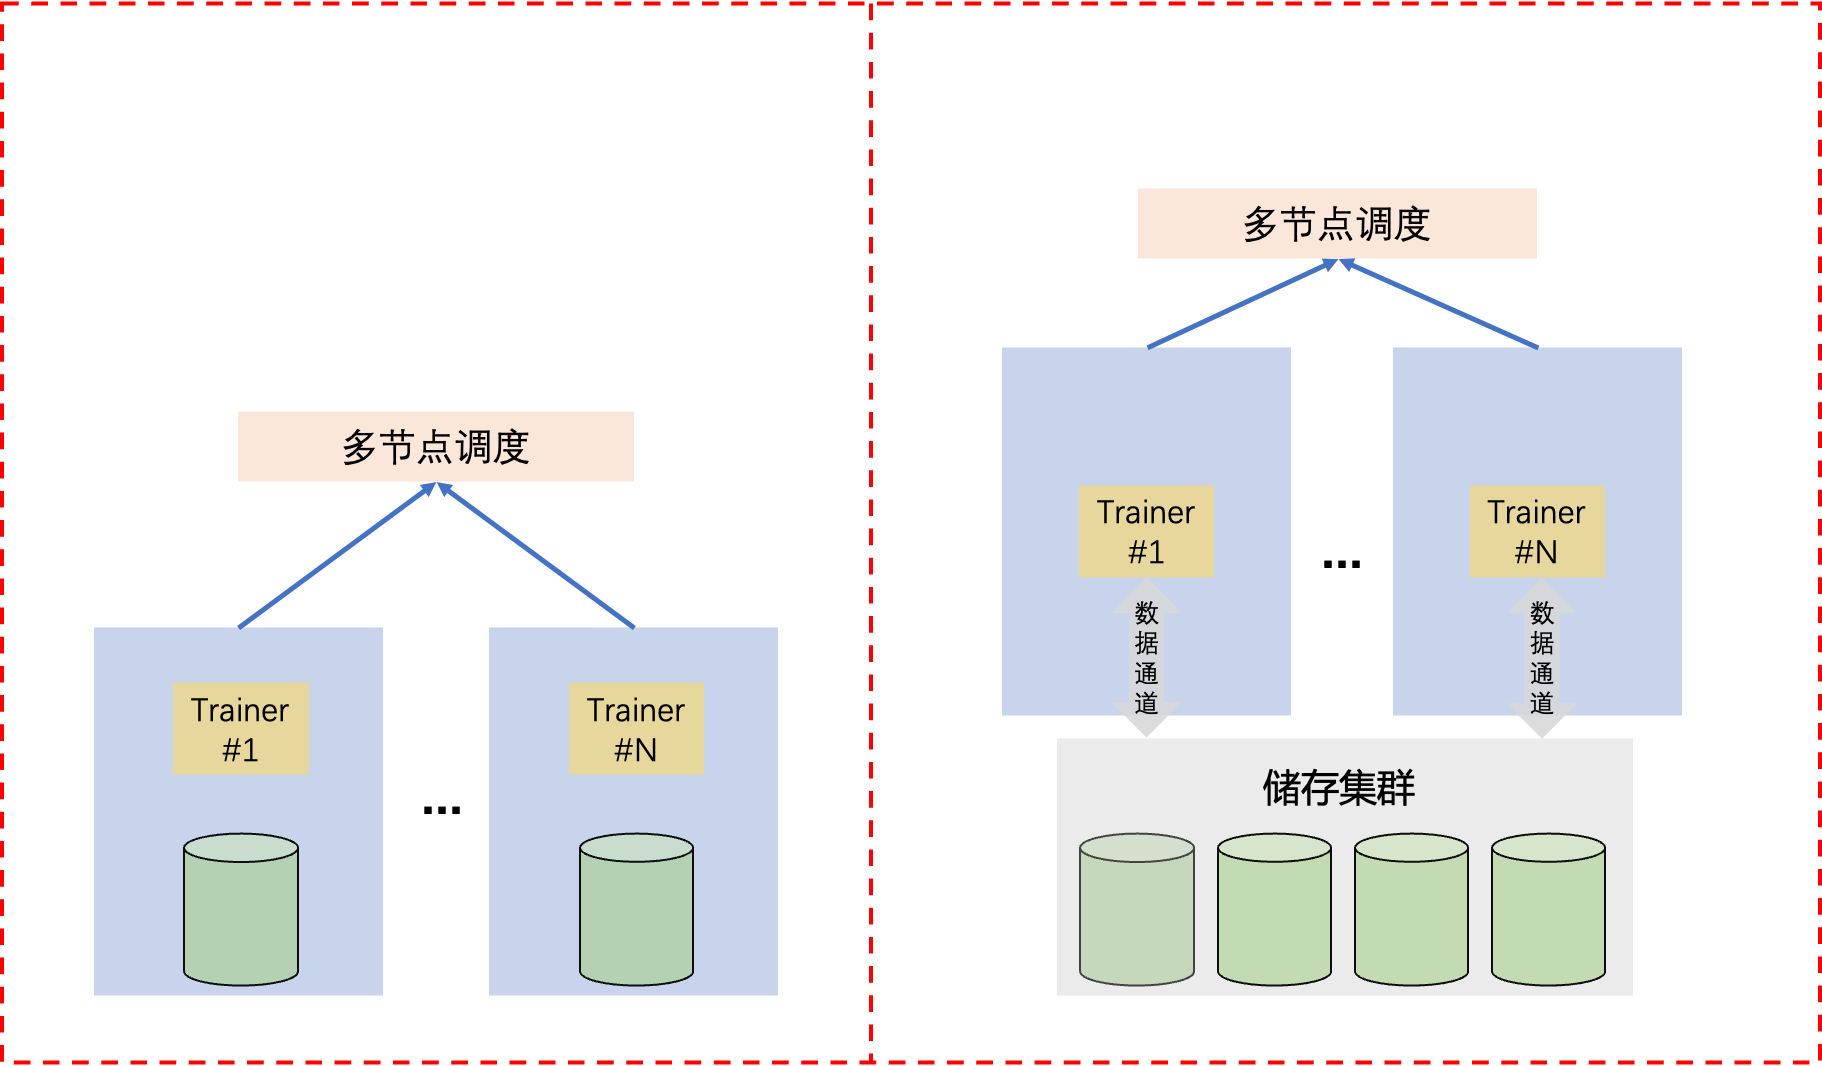 多节点调度
Trainer
#1
...
Trainer
#N
多节点调度
Trainer
#1
...
Trainer
#N
数
据
通
道
数
据
通
道
储存集群